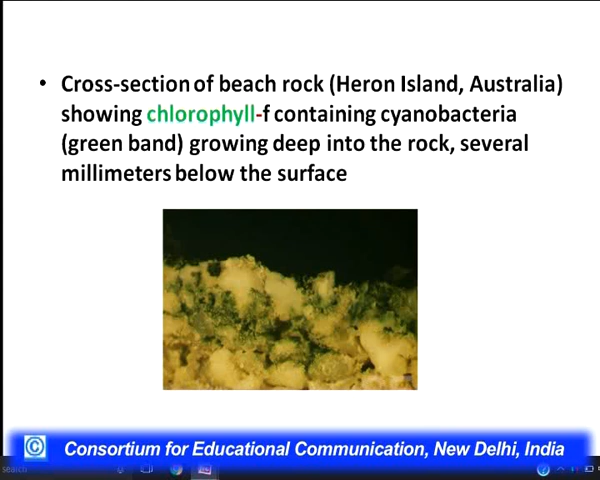 • Cross-section of beach rock (Heron Island, Australia)
showing chlorophyll-f containing cyanobacteria
(green band) growing deep into the rock, several
millimeters below the surface
© Consortium for Educational Communication, New Delhi, India
search